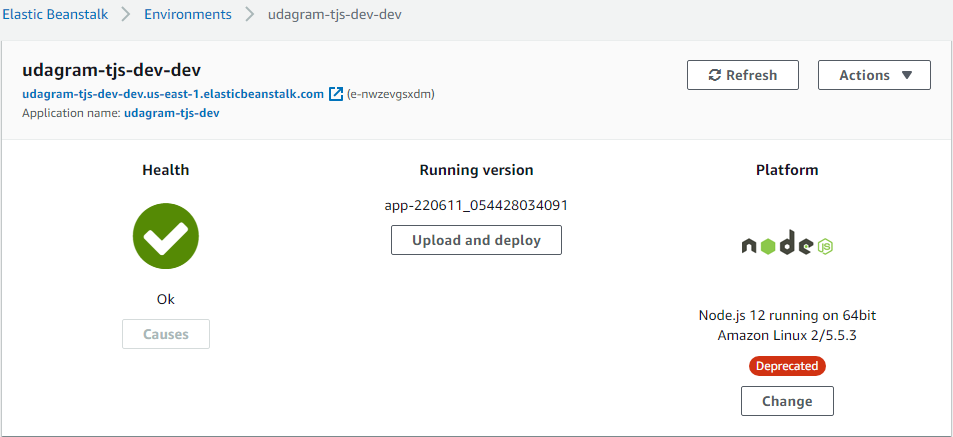 Elastic Beanstalk > Environments > udagram-tjs-dev-dev
udagram-tjs-dev-dev
Refresh
Actions
udagram-tjs-dev-dev.us-east-1.elasticbeanstalk.com (e-nwzevgsxdm)
Application name: udagram-tjs-dev
Health
Running version
Platform
app-220611_054428034091
Upload and deploy
node JS
Ok
Causes
Node.js 12 running on 64bit
Amazon Linux 2/5.5.3
Deprecated
Change